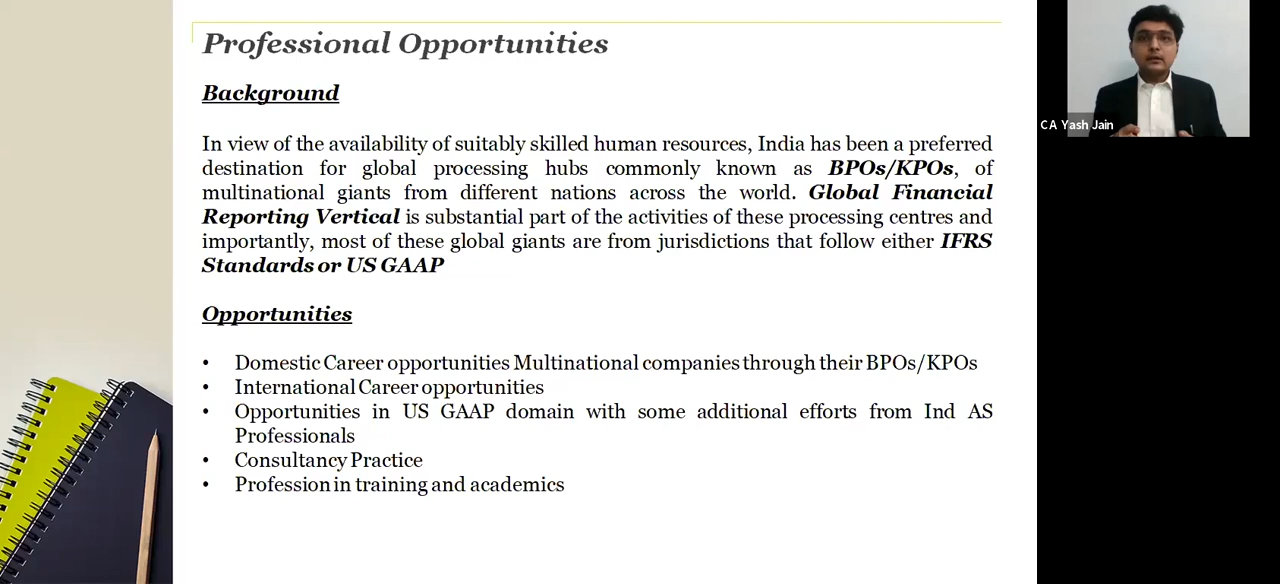 Professional Opportunities
Background
In view of the availability of suitably skilled human resources, India has been a preferred
destination for global processing hubs commonly known as BPOs/KPOs, of
multinational giants from different nations across the world. Global Financial
Reporting Vertical is substantial part of the activities of these processing centres and
importantly, most of these global giants are from jurisdictions that follow either IFRS
Standards or US GAAP
Opportunities
• Domestic Career opportunities Multinational companies through their BPOs/KPOs
• International Career opportunities
• Opportunities in US GAAP domain with some additional efforts from Ind AS
Professionals
• Consultancy Practice
• Profession in training and academics
CA Yash Jain